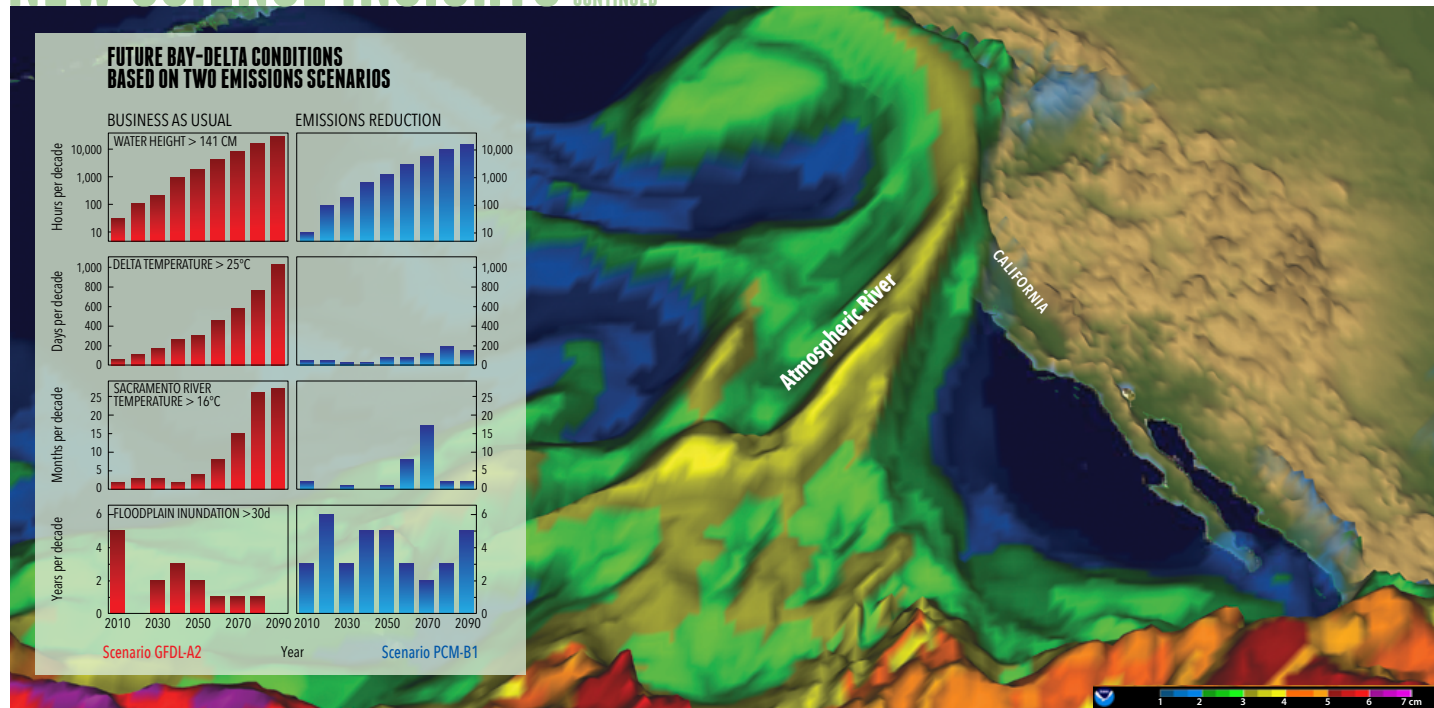 NEW SCIENCE INSIGHTS CONTINUED
FUTURE BAY-DELTA CONDITIONS
BASED ON TWO EMISSIONS SCENARIOS
BUSINESS AS USUAL
EMISSIONS REDUCTION
WATER HEIGHT > 141 CM
Hours per decade
10,000
1,000
100
10
10,000
1,000
100
10
DELTA TEMPERATURE > 25°C
Days per decade
1,000
800
600
400
200
0
1,000
800
600
400
200
0
SACRAMENTO RIVER
TEMPERATURE > 16°C
Months per decade
25
20
15
10
5
0
25
20
15
10
5
0
FLOODPLAIN INUNDATION >30d
Years per decade
6
4
2
0
6
4
2
0
2010 2030 2050 2070 2090 2010 2030 2050 2070 2090
Scenario GFDL-A2
Year
Scenario PCM-B1
Atmospheric River
CALIFORNIA
1 2 3 4 5 6 7 cm